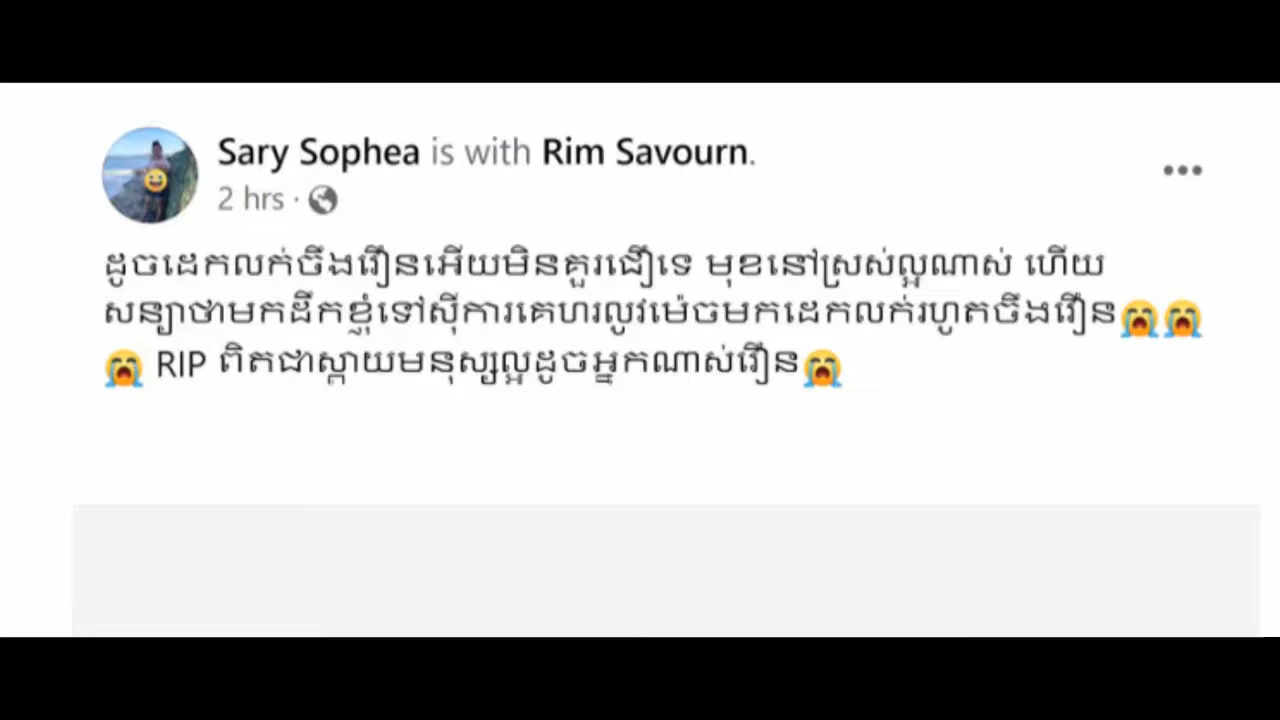 Sary Sophea is with Rim Savourn.
2 hrs ·
ដូចដេកលក់ចឹងរឿនអើយមិនគួរជឿទេ មុខនៅស្រស់ល្អណាស់ ហើយ
សន្យាថាមកដឹកខ្ញុំទៅស៊ីការគេហរលូវម៉េចមកដេកលក់រហូតចឹងរឿន😭😭
😭 RIP ពិតជាស្តាយមនុស្សល្អដូចអ្នកណាស់រឿន😭